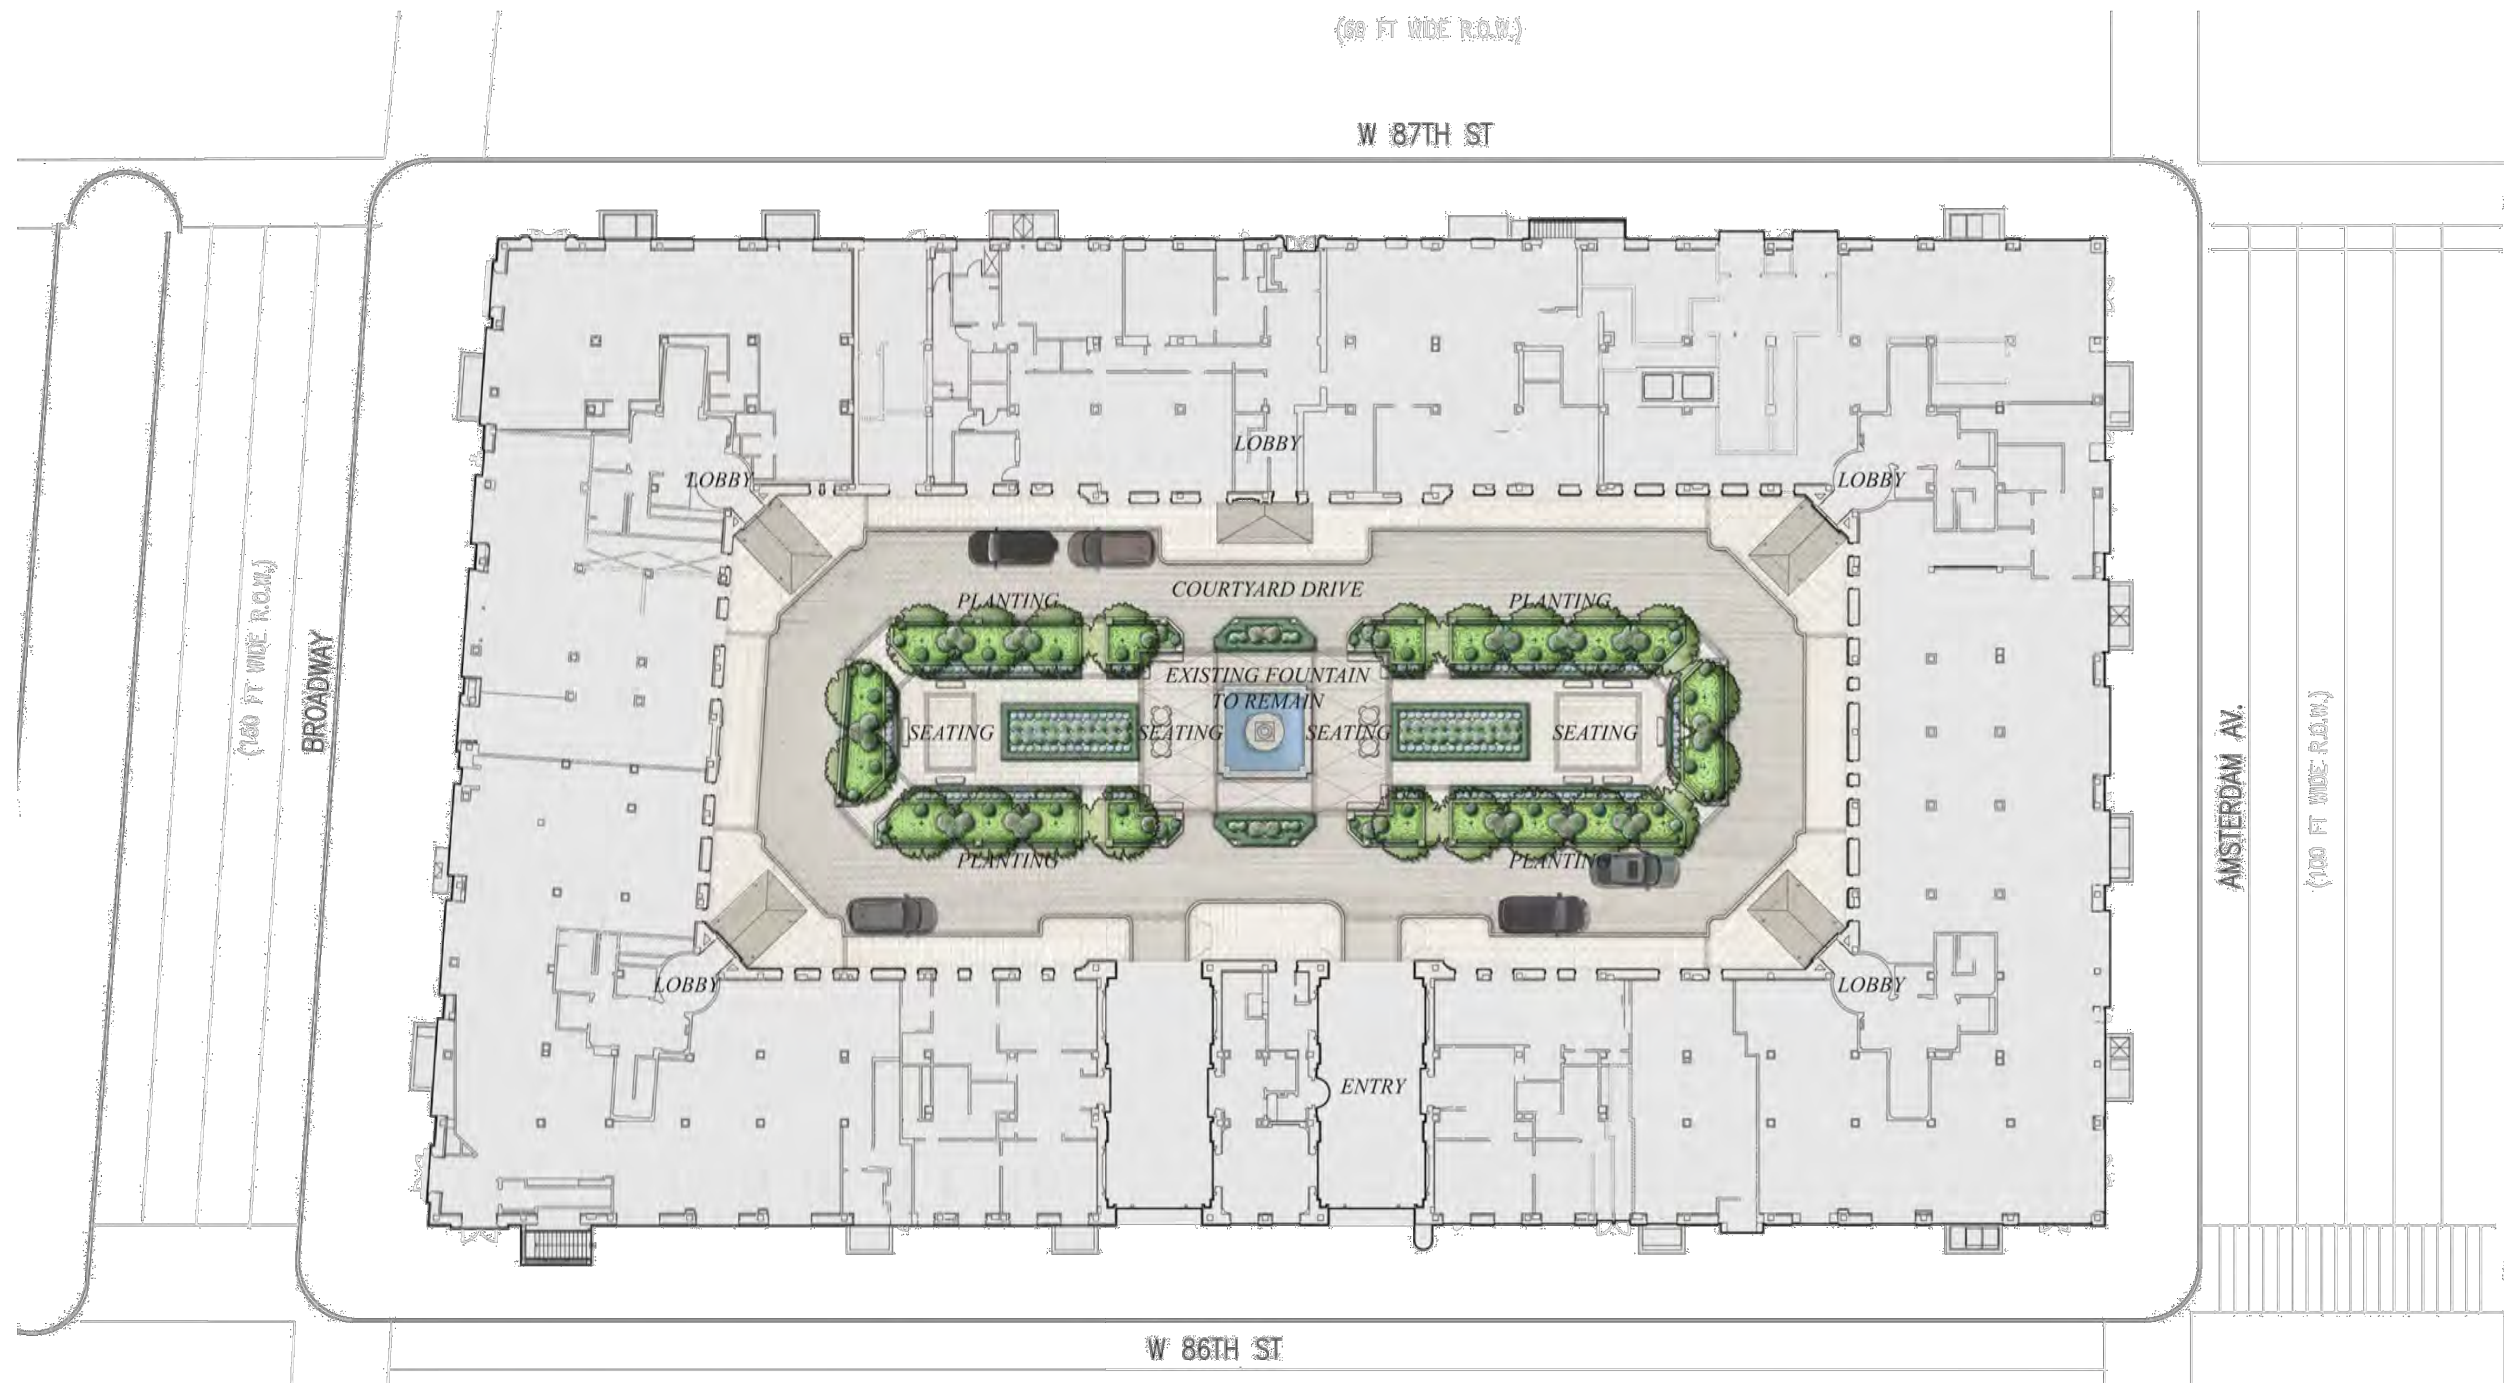 (60 FT WIDE R.O.W.)
W 87TH ST
LOBBY
LOBBY
LOBBY
COURTYARD DRIVE
PLANTING
PLANTING
EXISTING FOUNTAIN
TO REMAIN
SEATING
SEATING
SEATING
SEATING
BROADWAY
(150 FT WIDE R.O.W.)
AMSTERDAM AV.
(100 FT WIDE R.O.W.)
PLANTING
PLANTING
LOBBY
LOBBY
ENTRY
W 86TH ST